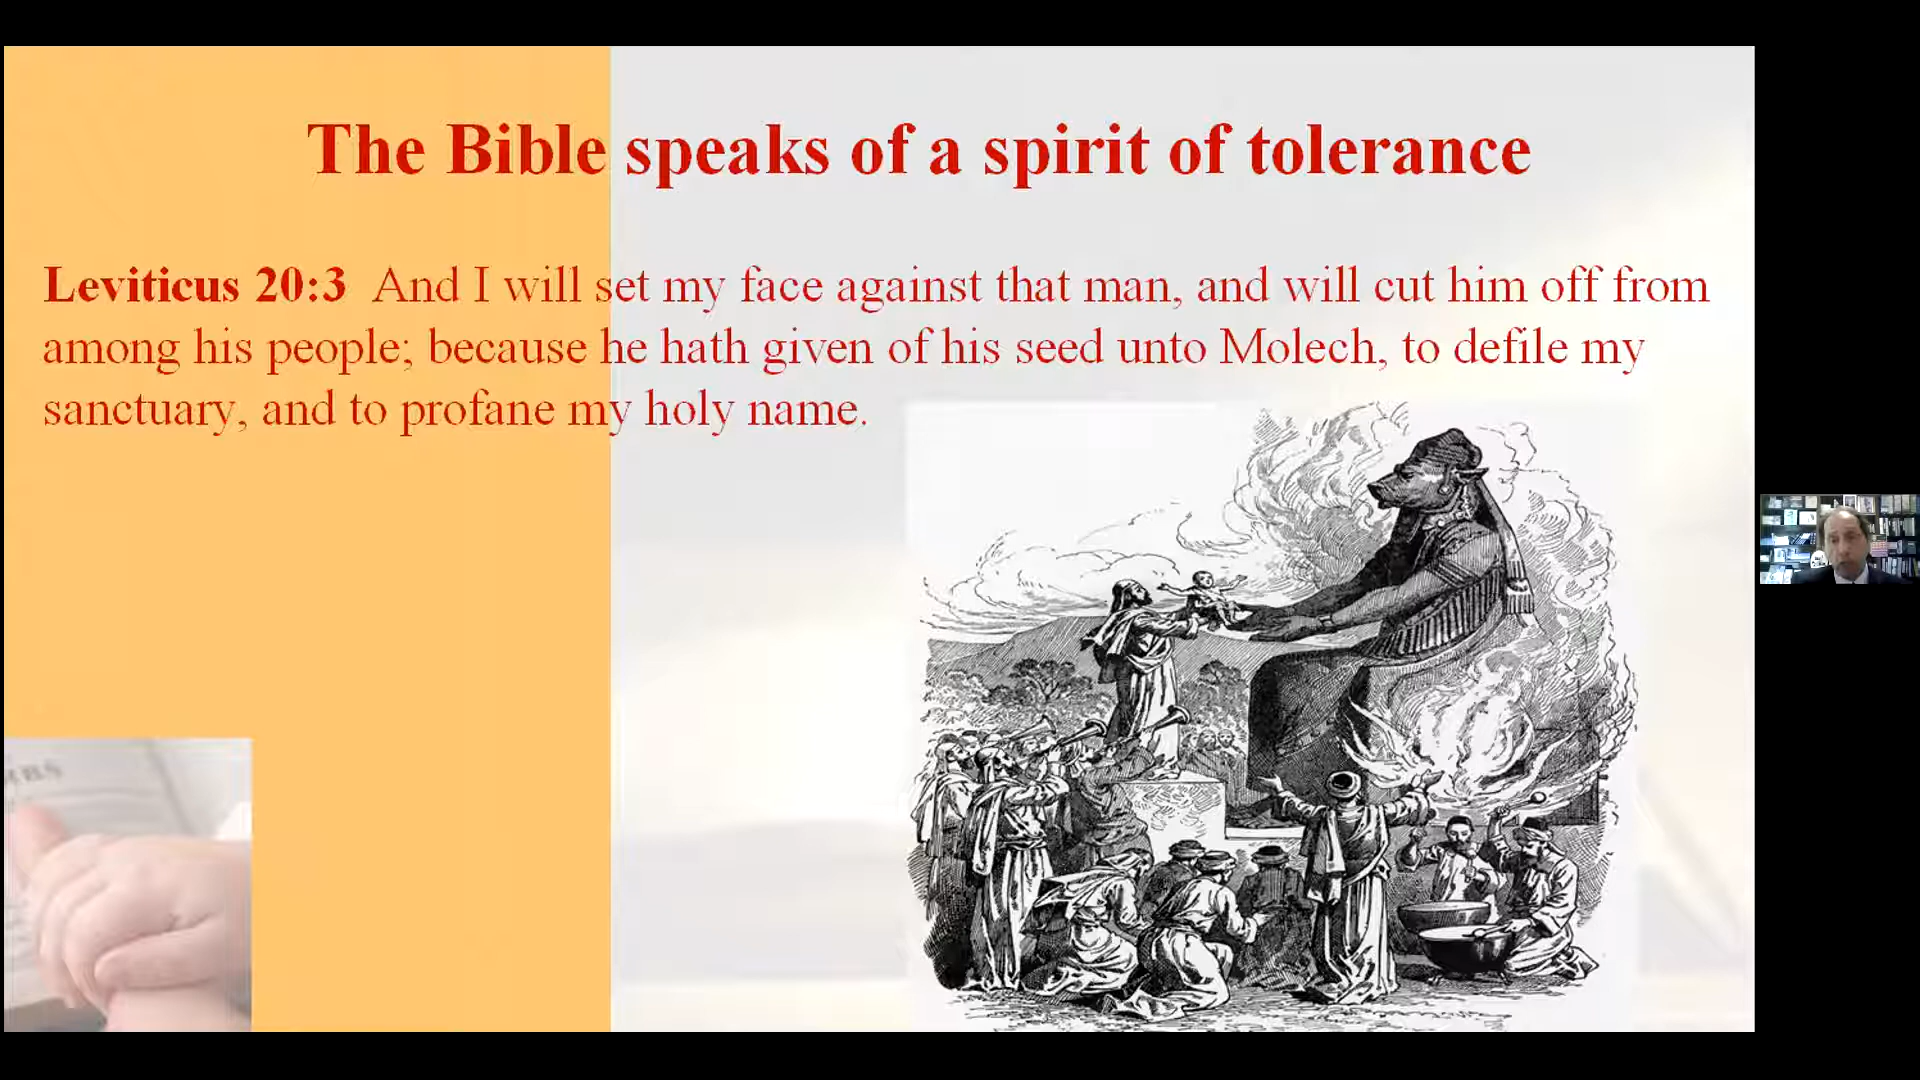 The Bible speaks of a spirit of tolerance
Leviticus 20:3 And I will set my face against that man, and will cut him off from
among his people; because he hath given of his seed unto Molech, to defile my
sanctuary, and to profane my holy name.